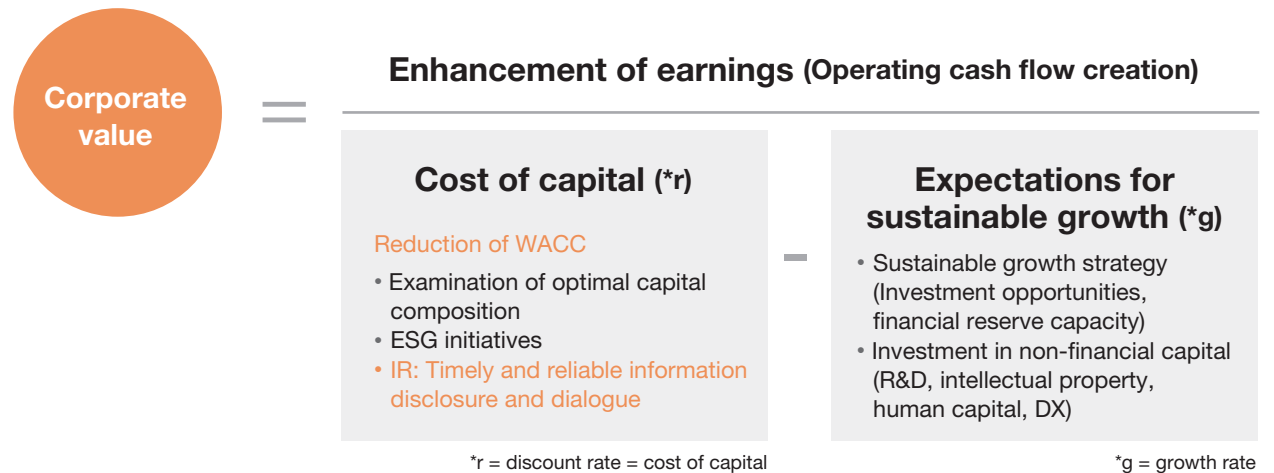 Corporate
value
=
Enhancement of earnings (Operating cash flow creation)
Cost of capital (*r)
Reduction of WACC
• Examination of optimal capital
composition
• ESG initiatives
• IR: Timely and reliable information
disclosure and dialogue
-
Expectations for
sustainable growth (*g)
• Sustainable growth strategy
(Investment opportunities,
financial reserve capacity)
• Investment in non-financial capital
(R&D, intellectual property,
human capital, DX)
*r = discount rate = cost of capital
*g = growth rate